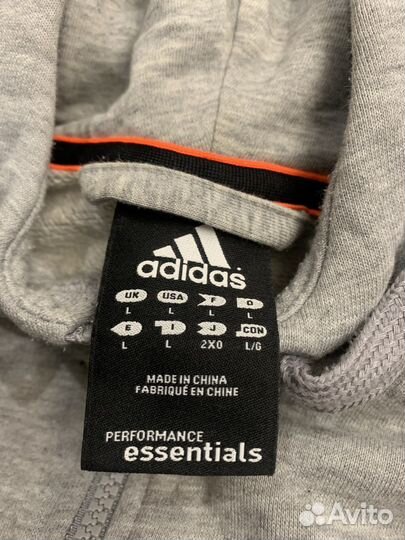 adidas
UK USA F D
L L L L
E I J CON
L L 2XO L/G
MADE IN CHINA
FABRIQUÉ EN CHINE
PERFORMANCE
essentials
Avito